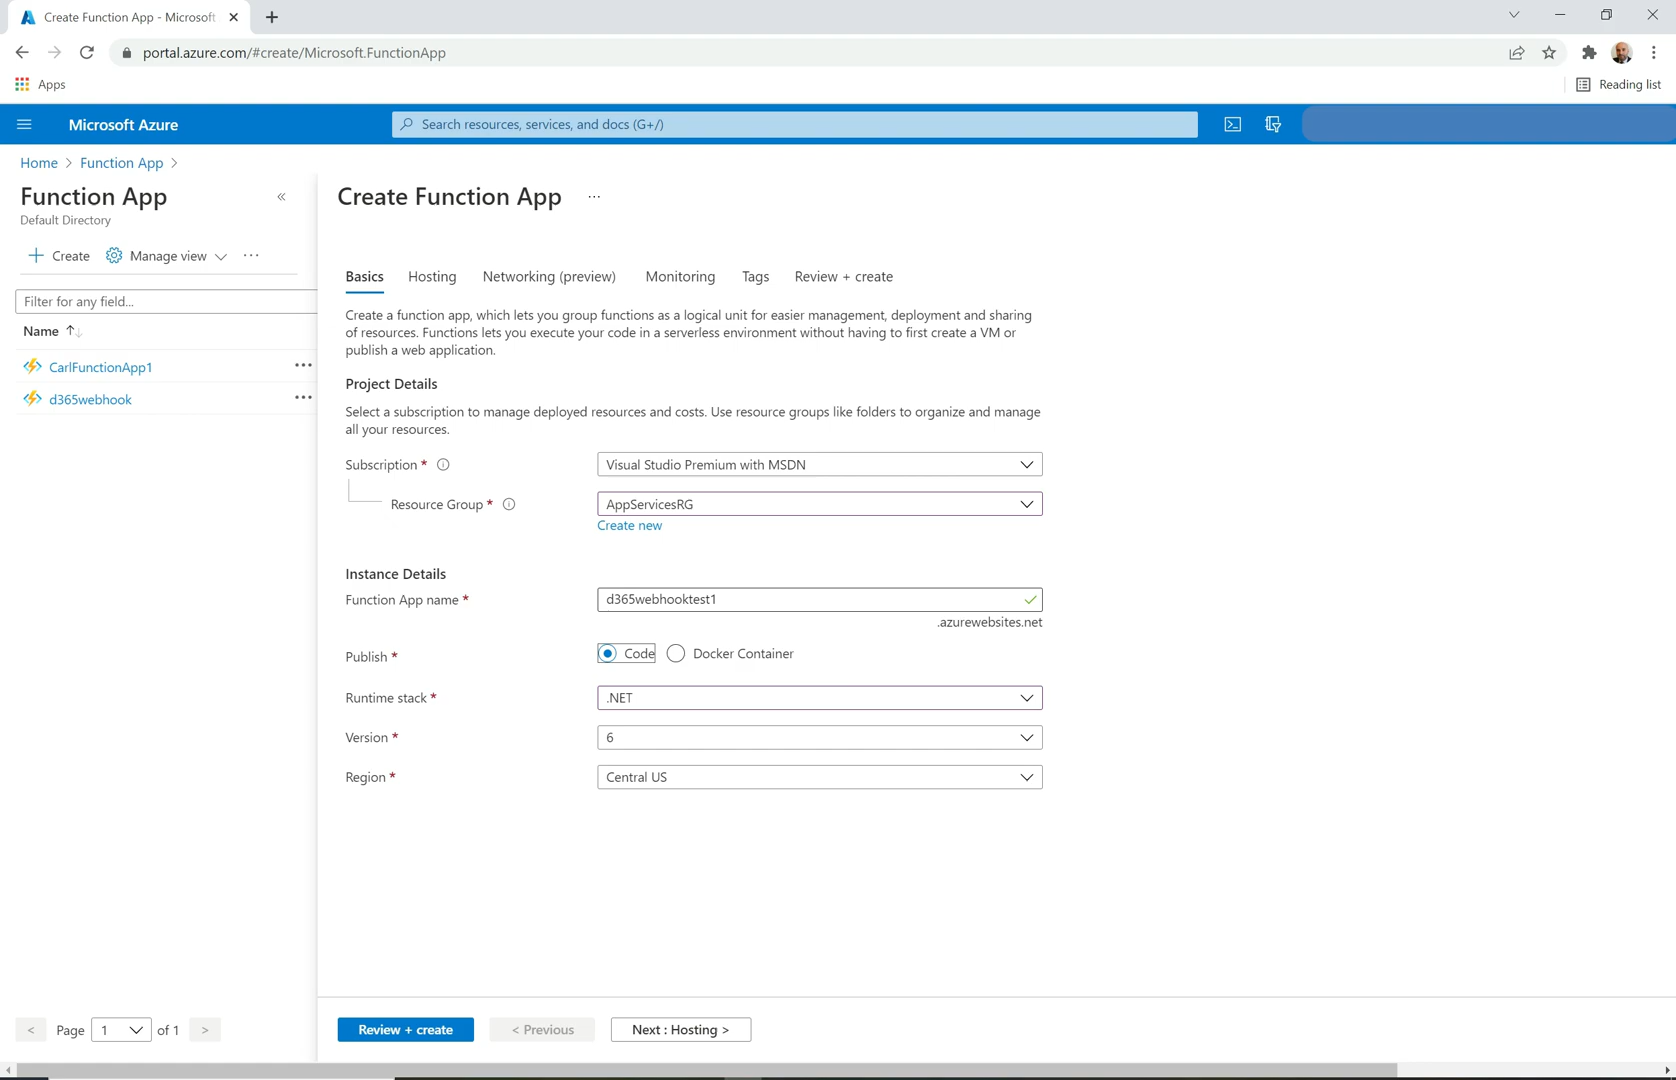 Create Function App - Microsoft
portal.azure.com/#create/Microsoft.FunctionApp
Apps
Reading list
Microsoft Azure
Search resources, services, and docs (G+/)
Home > Function App >
Function App
«
Default Directory
+ Create
Manage view
...
Filter for any field...
Name ↑↓
CarlFunctionApp1
...
d365webhook
...
< Page 1 of 1 >
Create Function App
...
Basics
Hosting
Networking (preview)
Monitoring
Tags
Review + create
Create a function app, which lets you group functions as a logical unit for easier management, deployment and sharing
of resources. Functions lets you execute your code in a serverless environment without having to first create a VM or
publish a web application.
Project Details
Select a subscription to manage deployed resources and costs. Use resource groups like folders to organize and manage
all your resources.
Subscription *
Visual Studio Premium with MSDN
Resource Group *
AppServicesRG
Create new
Instance Details
Function App name *
d365webhooktest1
.azurewebsites.net
Publish *
Code
Docker Container
Runtime stack *
.NET
Version *
6
Region *
Central US
Review + create
< Previous
Next : Hosting >